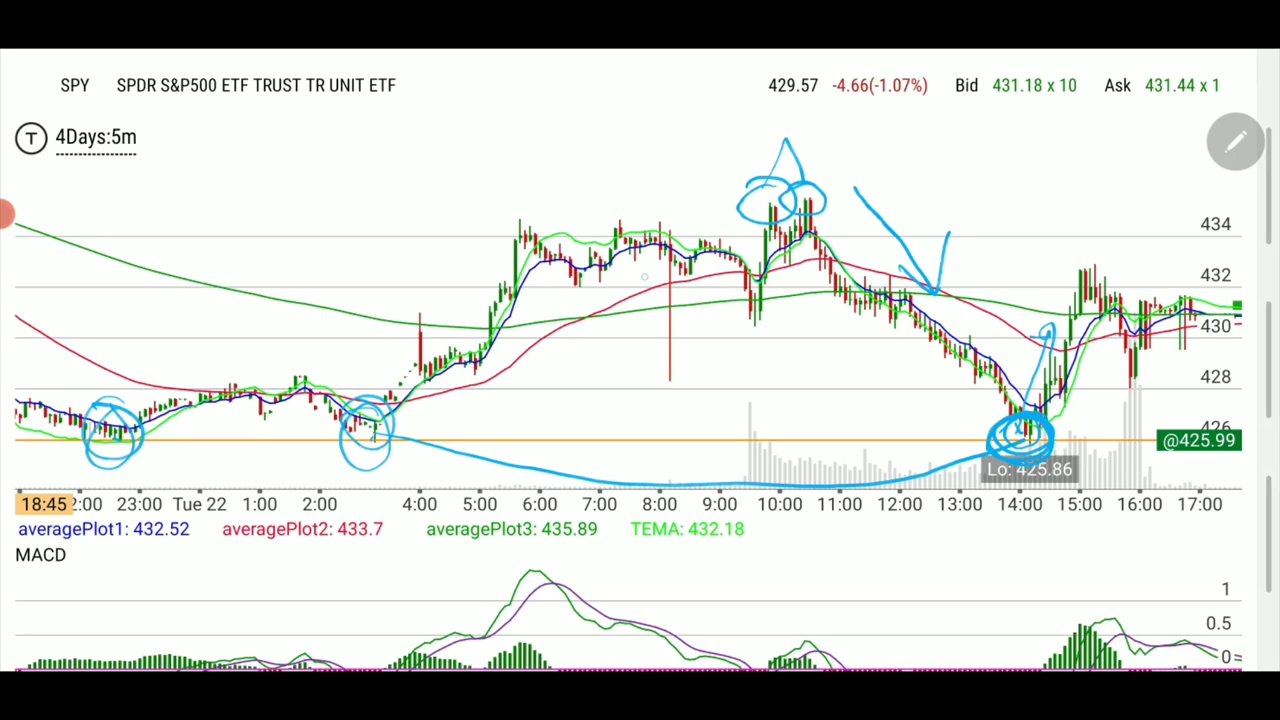 SPY SPDR S&P500 ETF TRUST TR UNIT ETF 429.57 -4.66(-1.07%) Bid 431.18 x 10 Ask 431.44 x 1
T 4Days:5m
434
432
430
428
426
@425.99
Lo: 425.86
18:45 2:00 23:00 Tue 22 1:00 2:00 4:00 5:00 6:00 7:00 8:00 9:00 10:00 11:00 12:00 13:00 14:00 15:00 16:00 17:00
averagePlot1: 432.52 averagePlot2: 433.7 averagePlot3: 435.89 TEMA: 432.18
MACD
1
0.5
0